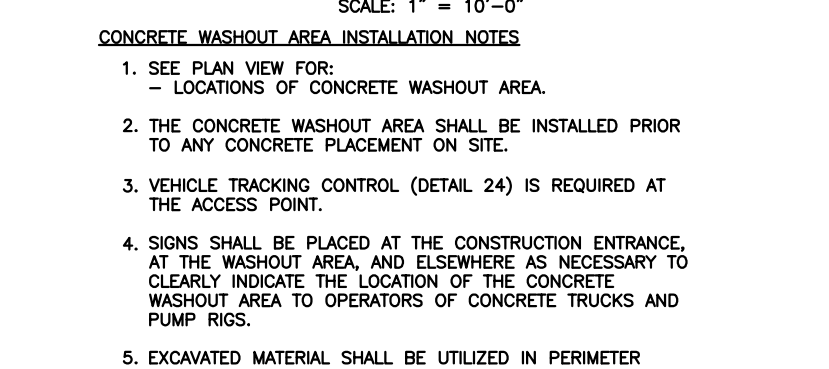 SCALE: 1" = 10'-0"
CONCRETE WASHOUT AREA INSTALLATION NOTES
1. SEE PLAN VIEW FOR:
– LOCATIONS OF CONCRETE WASHOUT AREA.
2. THE CONCRETE WASHOUT AREA SHALL BE INSTALLED PRIOR
TO ANY CONCRETE PLACEMENT ON SITE.
3. VEHICLE TRACKING CONTROL (DETAIL 24) IS REQUIRED AT
THE ACCESS POINT.
4. SIGNS SHALL BE PLACED AT THE CONSTRUCTION ENTRANCE,
AT THE WASHOUT AREA, AND ELSEWHERE AS NECESSARY TO
CLEARLY INDICATE THE LOCATION OF THE CONCRETE
WASHOUT AREA TO OPERATORS OF CONCRETE TRUCKS AND
PUMP RIGS.
5. EXCAVATED MATERIAL SHALL BE UTILIZED IN PERIMETER